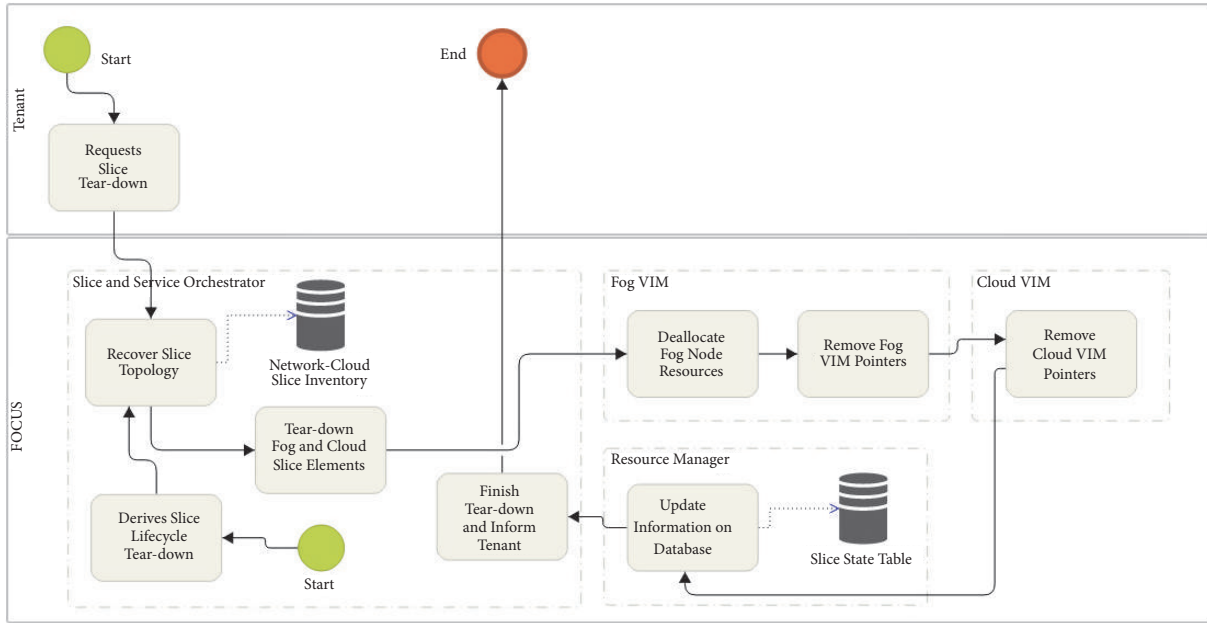 Tenant
Start
End
Requests
Slice
Tear-down
FOCUS
Slice and Service Orchestrator
Recover Slice
Topology
Network-Cloud
Slice Inventory
Tear-down
Fog and Cloud
Slice Elements
Derives Slice
Lifecycle
Tear-down
Start
Finish
Tear-down
and Inform
Tenant
Fog VIM
Deallocate
Fog Node
Resources
Remove Fog
VIM Pointers
Cloud VIM
Remove
Cloud VIM
Pointers
Resource Manager
Update
Information on
Database
Slice State Table